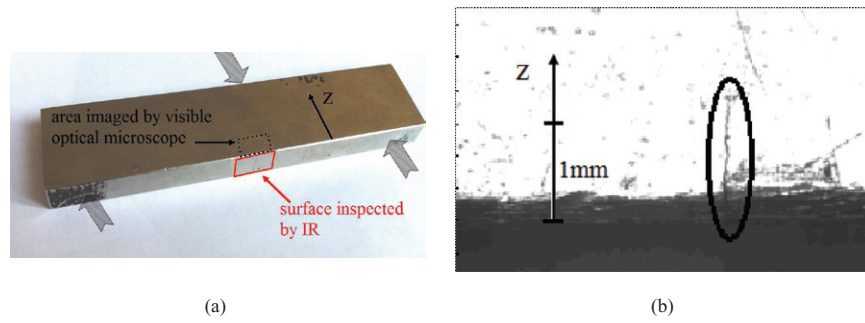 area imaged by visible
optical microscope
Z
surface inspected
by IR
Z
1mm
(a)
(b)